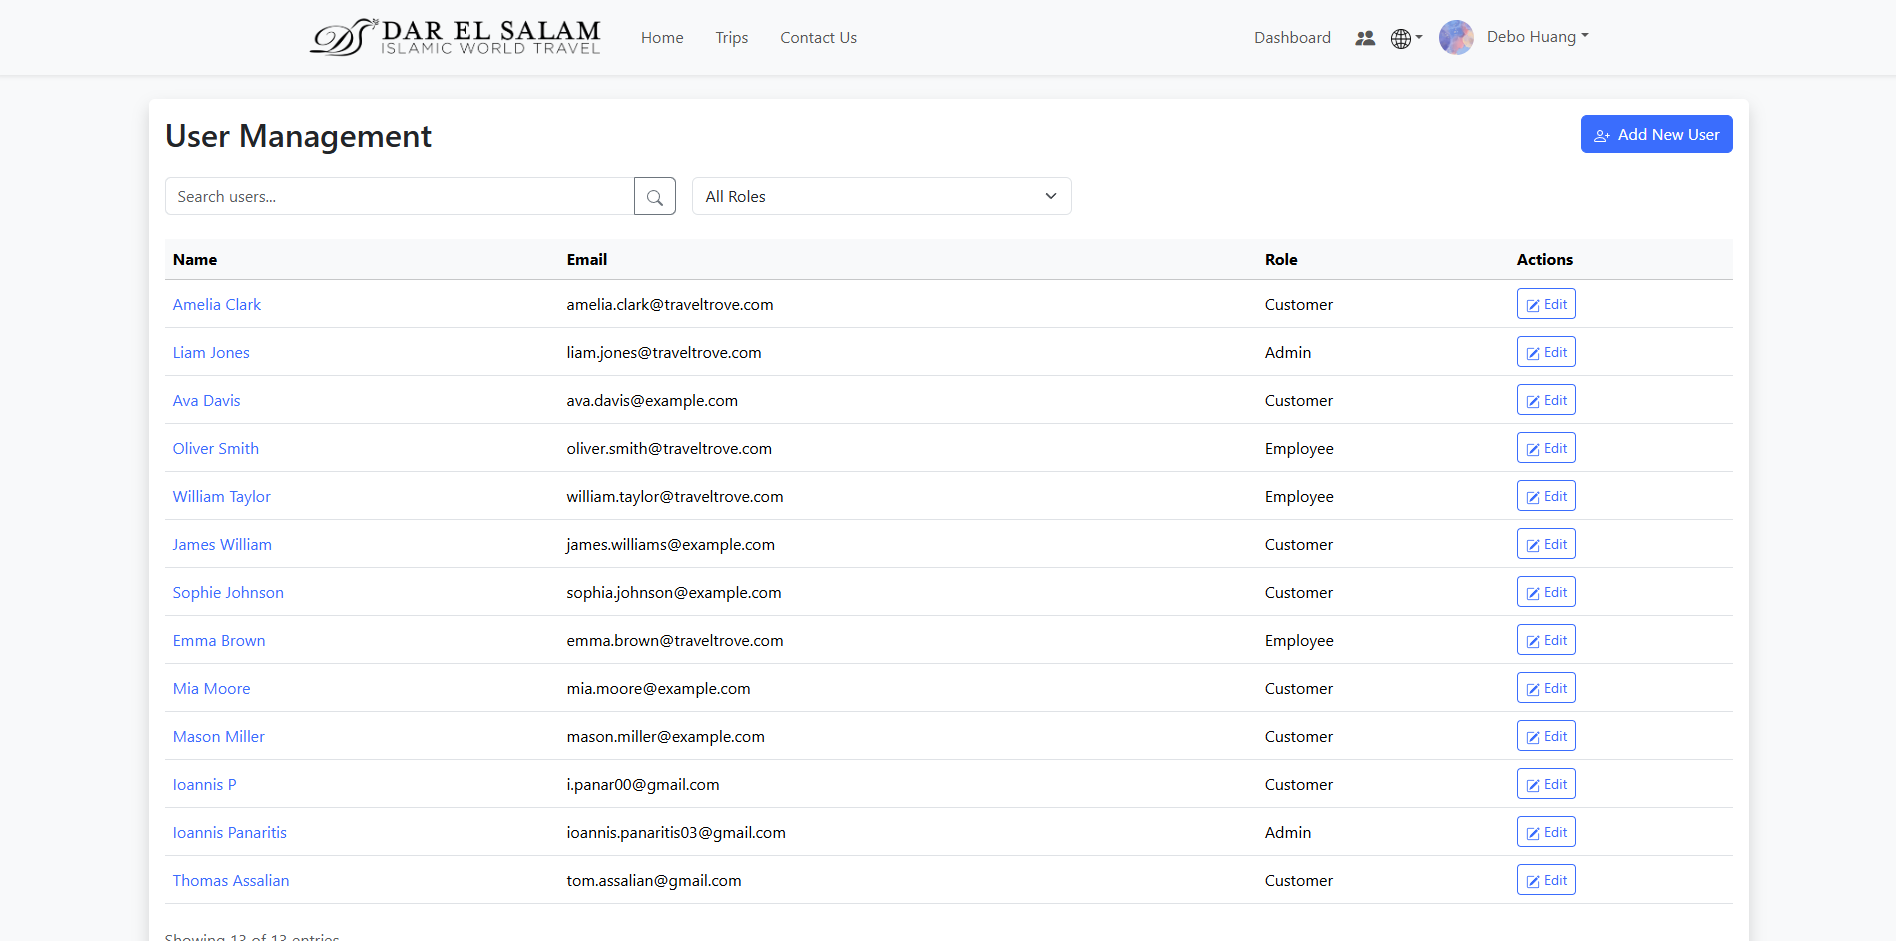 DAR EL SALAM
ISLAMIC WORLD TRAVEL
Home Trips Contact Us Dashboard Debo Huang
User Management
Add New User
Search users... All Roles
Name Email Role Actions
Amelia Clark amelia.clark@traveltrove.com Customer Edit
Liam Jones liam.jones@traveltrove.com Admin Edit
Ava Davis ava.davis@example.com Customer Edit
Oliver Smith oliver.smith@traveltrove.com Employee Edit
William Taylor william.taylor@traveltrove.com Employee Edit
James William james.williams@example.com Customer Edit
Sophie Johnson sophia.johnson@example.com Customer Edit
Emma Brown emma.brown@traveltrove.com Employee Edit
Mia Moore mia.moore@example.com Customer Edit
Mason Miller mason.miller@example.com Customer Edit
Ioannis P i.panar00@gmail.com Customer Edit
Ioannis Panaritis ioannis.panaritis03@gmail.com Admin Edit
Thomas Assalian tom.assalian@gmail.com Customer Edit
Showing 13 of 13 entries